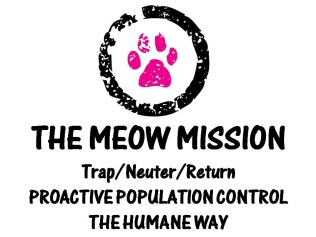 THE MEOW MISSION
Trap/Neuter/Return
PROACTIVE POPULATION CONTROL
THE HUMANE WAY